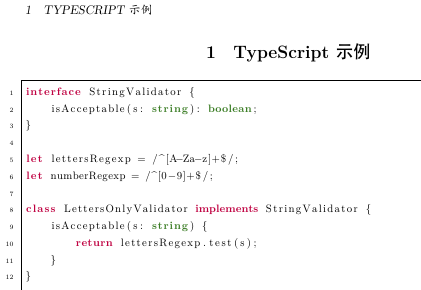 1 TYPESCRIPT 示例
1 TypeScript 示例
1 interface StringValidator {
2 isAcceptable(s: string): boolean;
3 }
4
5 let lettersRegexp = /^[A-Za-z]+$/;
6 let numberRegexp = /^[0-9]+$/;
7
8 class LettersOnlyValidator implements StringValidator {
9 isAcceptable(s: string) {
10 return lettersRegexp.test(s);
11 }
12 }